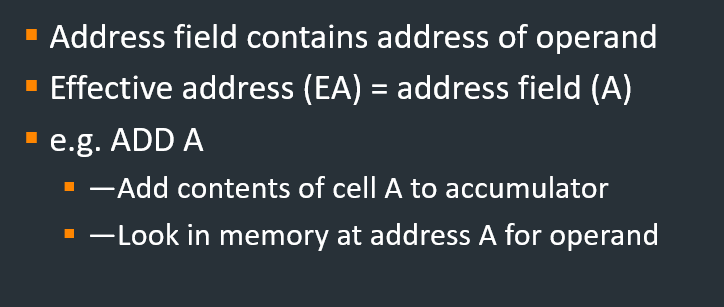 Address field contains address of operand
Effective address (EA) = address field (A)
e.g. ADD A
—Add contents of cell A to accumulator
—Look in memory at address A for operand